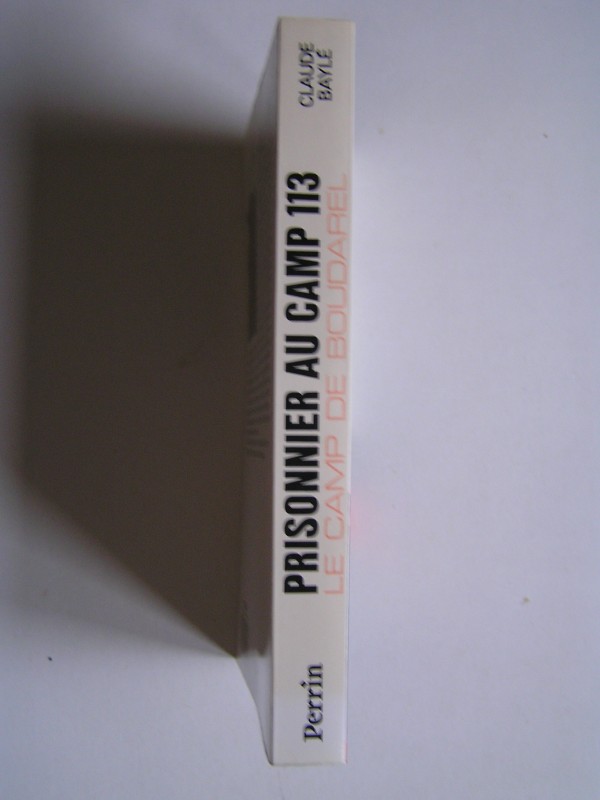 CLAUDE
BAYLE
PRISONNIER AU CAMP 113
LE CAMP DE BOUDAREL
Perrin